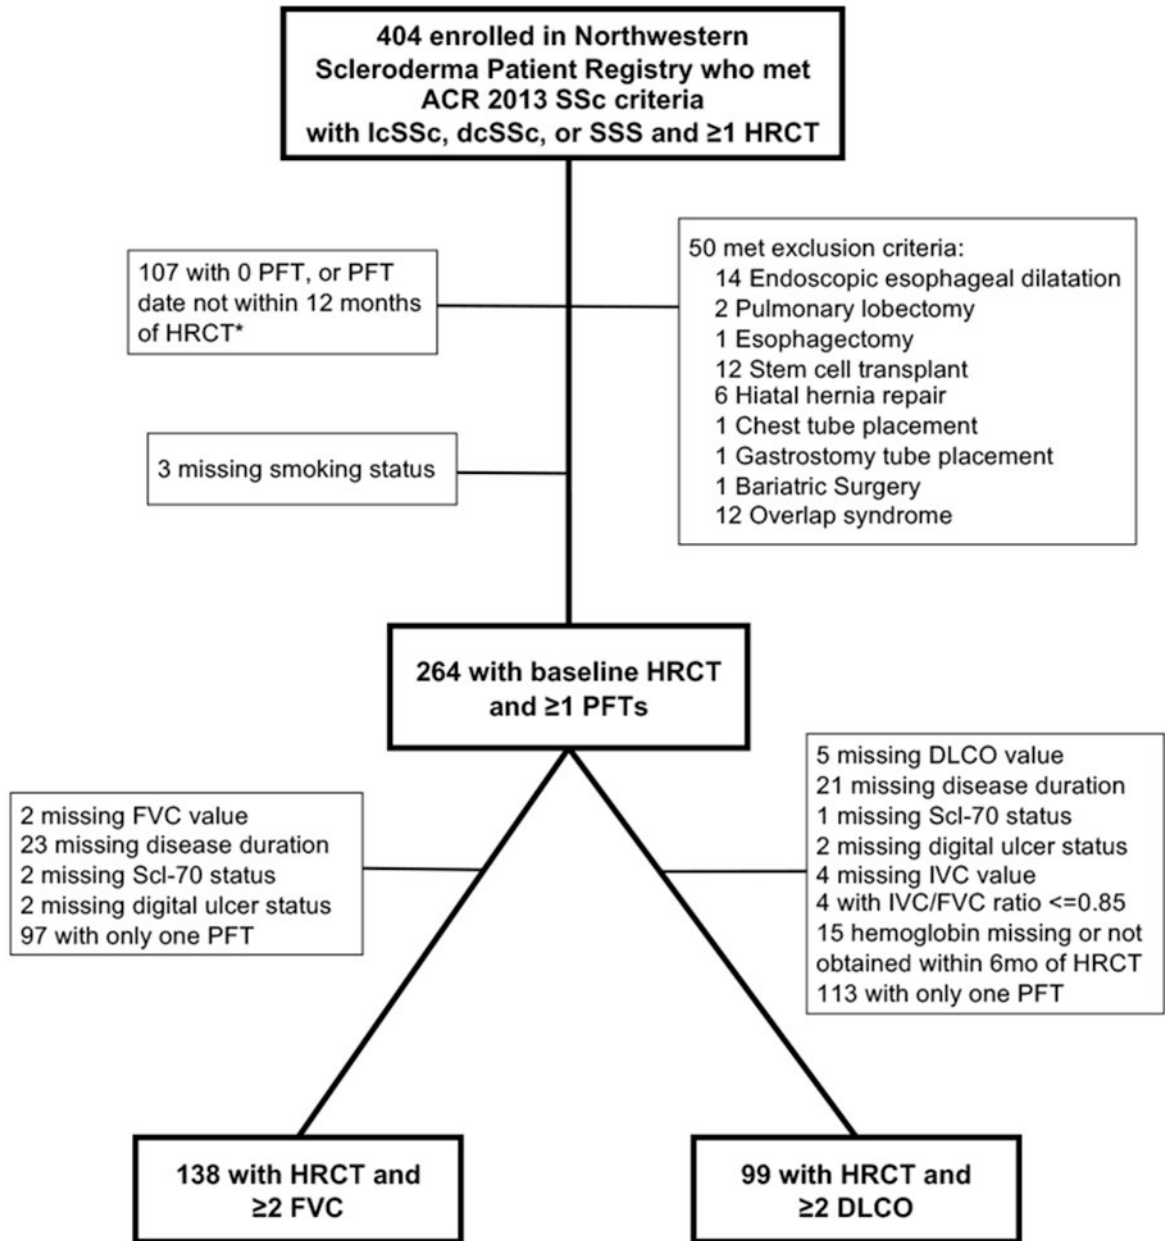 404 enrolled in Northwestern
Scleroderma Patient Registry who met
ACR 2013 SSc criteria
with lcSSc, dcSSc, or SSS and ≥1 HRCT
107 with 0 PFT, or PFT
date not within 12 months
of HRCT*
50 met exclusion criteria:
14 Endoscopic esophageal dilatation
2 Pulmonary lobectomy
1 Esophagectomy
12 Stem cell transplant
6 Hiatal hernia repair
1 Chest tube placement
1 Gastrostomy tube placement
1 Bariatric Surgery
12 Overlap syndrome
3 missing smoking status
264 with baseline HRCT
and ≥1 PFTs
2 missing FVC value
23 missing disease duration
2 missing Scl-70 status
2 missing digital ulcer status
97 with only one PFT
5 missing DLCO value
21 missing disease duration
1 missing Scl-70 status
2 missing digital ulcer status
4 missing IVC value
4 with IVC/FVC ratio <=0.85
15 hemoglobin missing or not
obtained within 6mo of HRCT
113 with only one PFT
138 with HRCT and
≥2 FVC
99 with HRCT and
≥2 DLCO